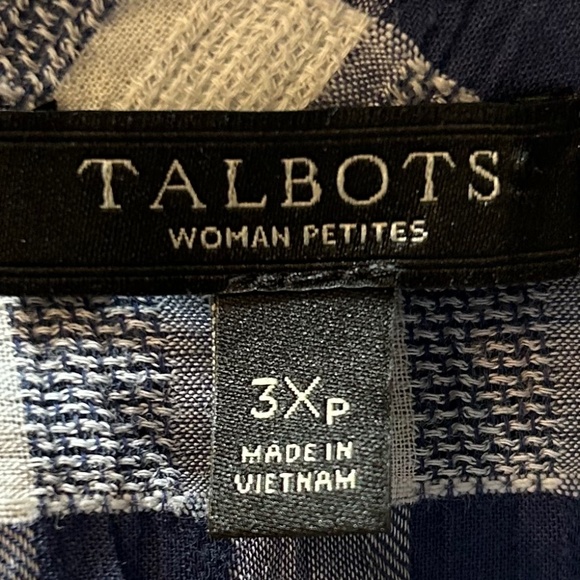 TALBOTS
WOMAN PETITES
3XP
MADE IN
VIETNAM